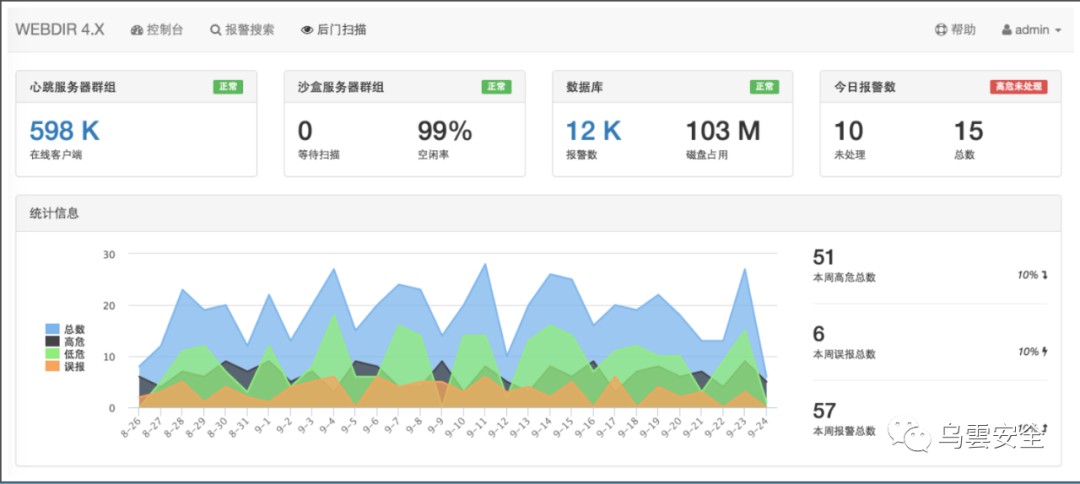 WEBDIR 4.X 控制台 报警搜索 后门扫描 帮助 admin
心跳服务器群组 正常
598 K
在线客户端
沙盒服务器群组 正常
0 99%
等待扫描 空闲率
数据库 正常
12 K 103 M
报警数 磁盘占用
今日报警数 高危未处理
10 15
未处理 总数
统计信息
总数
高危
低危
误报
30
20
10
0
8-26 8-27 8-28 8-29 8-30 8-31 9-1 9-2 9-3 9-4 9-5 9-6 9-7 9-8 9-9 9-10 9-11 9-12 9-13 9-14 9-15 9-16 9-17 9-18 9-19 9-20 9-21 9-22 9-23 9-24
51
本周高危总数 10%
6
本周误报总数 10%
57
本周报警总数 10%
乌雲安全